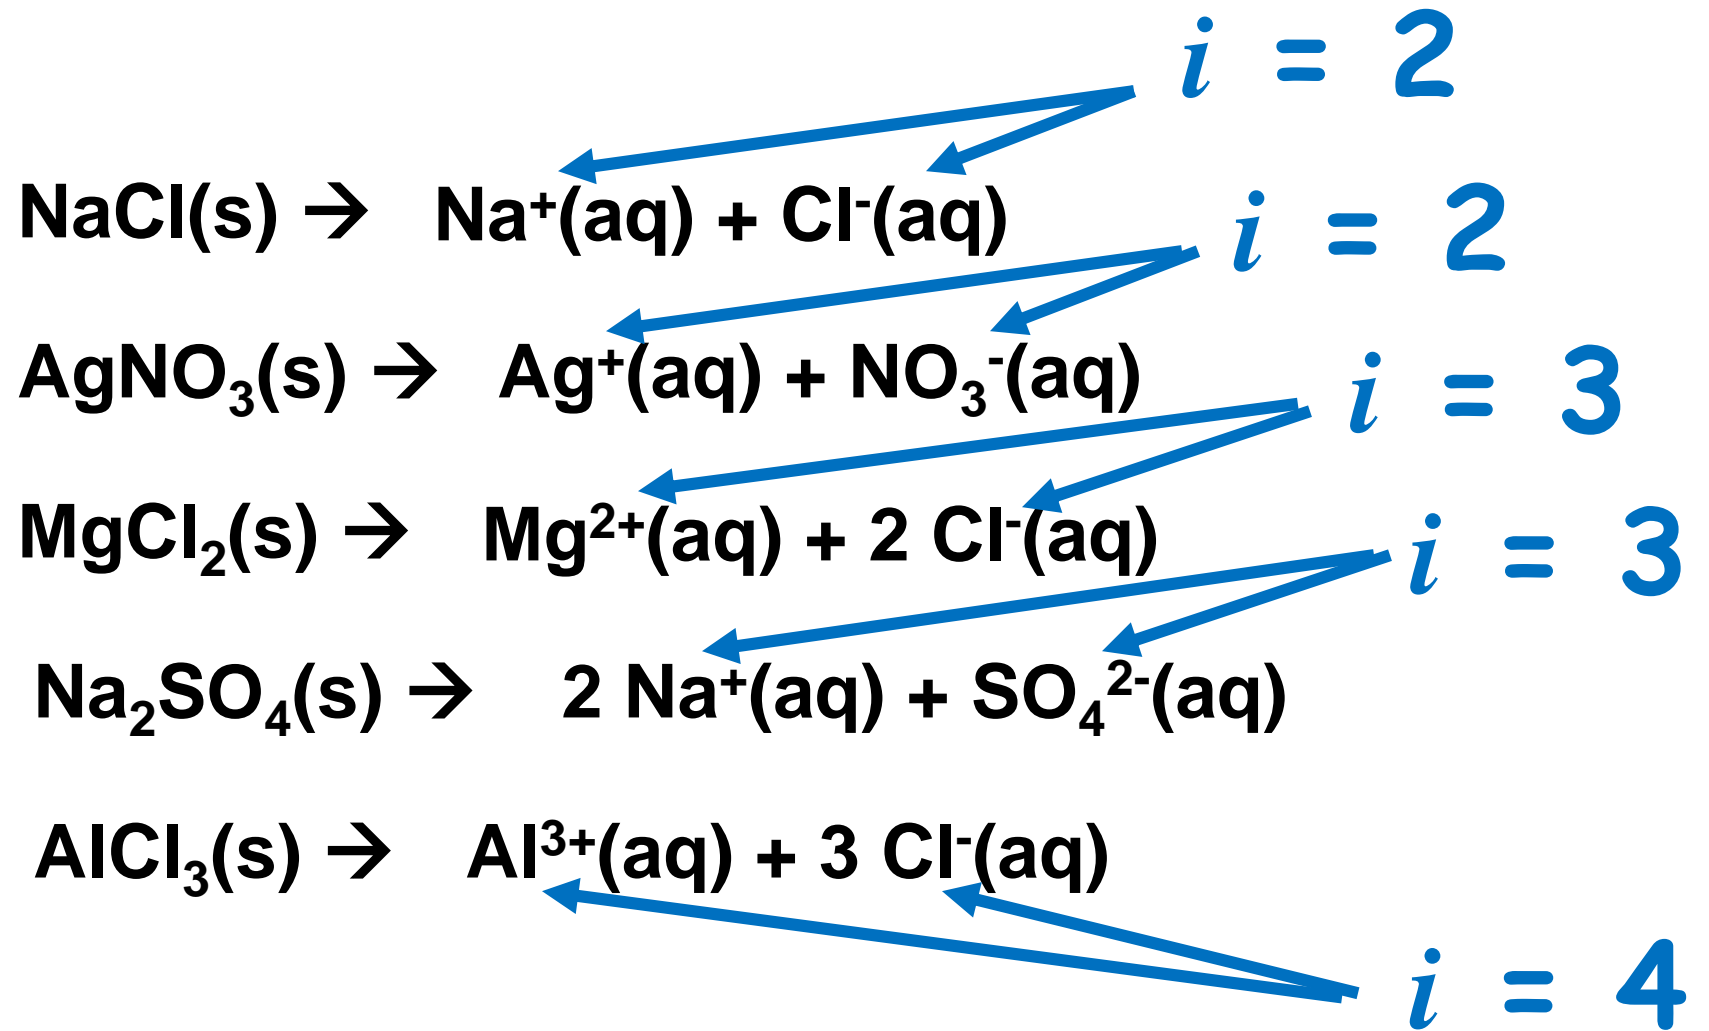 i = 2
NaCl(s) → Na⁺(aq) + Cl⁻(aq)
i = 2
AgNO₃(s) → Ag⁺(aq) + NO₃⁻(aq)
i = 3
MgCl₂(s) → Mg²⁺(aq) + 2 Cl⁻(aq)
i = 3
Na₂SO₄(s) → 2 Na⁺(aq) + SO₄²⁻(aq)
AlCl₃(s) → Al³⁺(aq) + 3 Cl⁻(aq)
i = 4